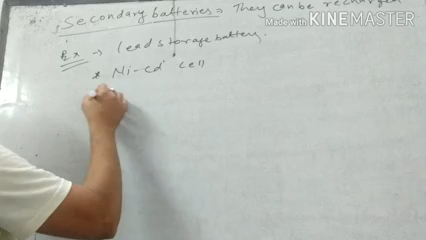 Secondary batteries = They can be recharged
Made with KINEMASTER
Ex → Lead storage battery.
* Ni-cd cell
*